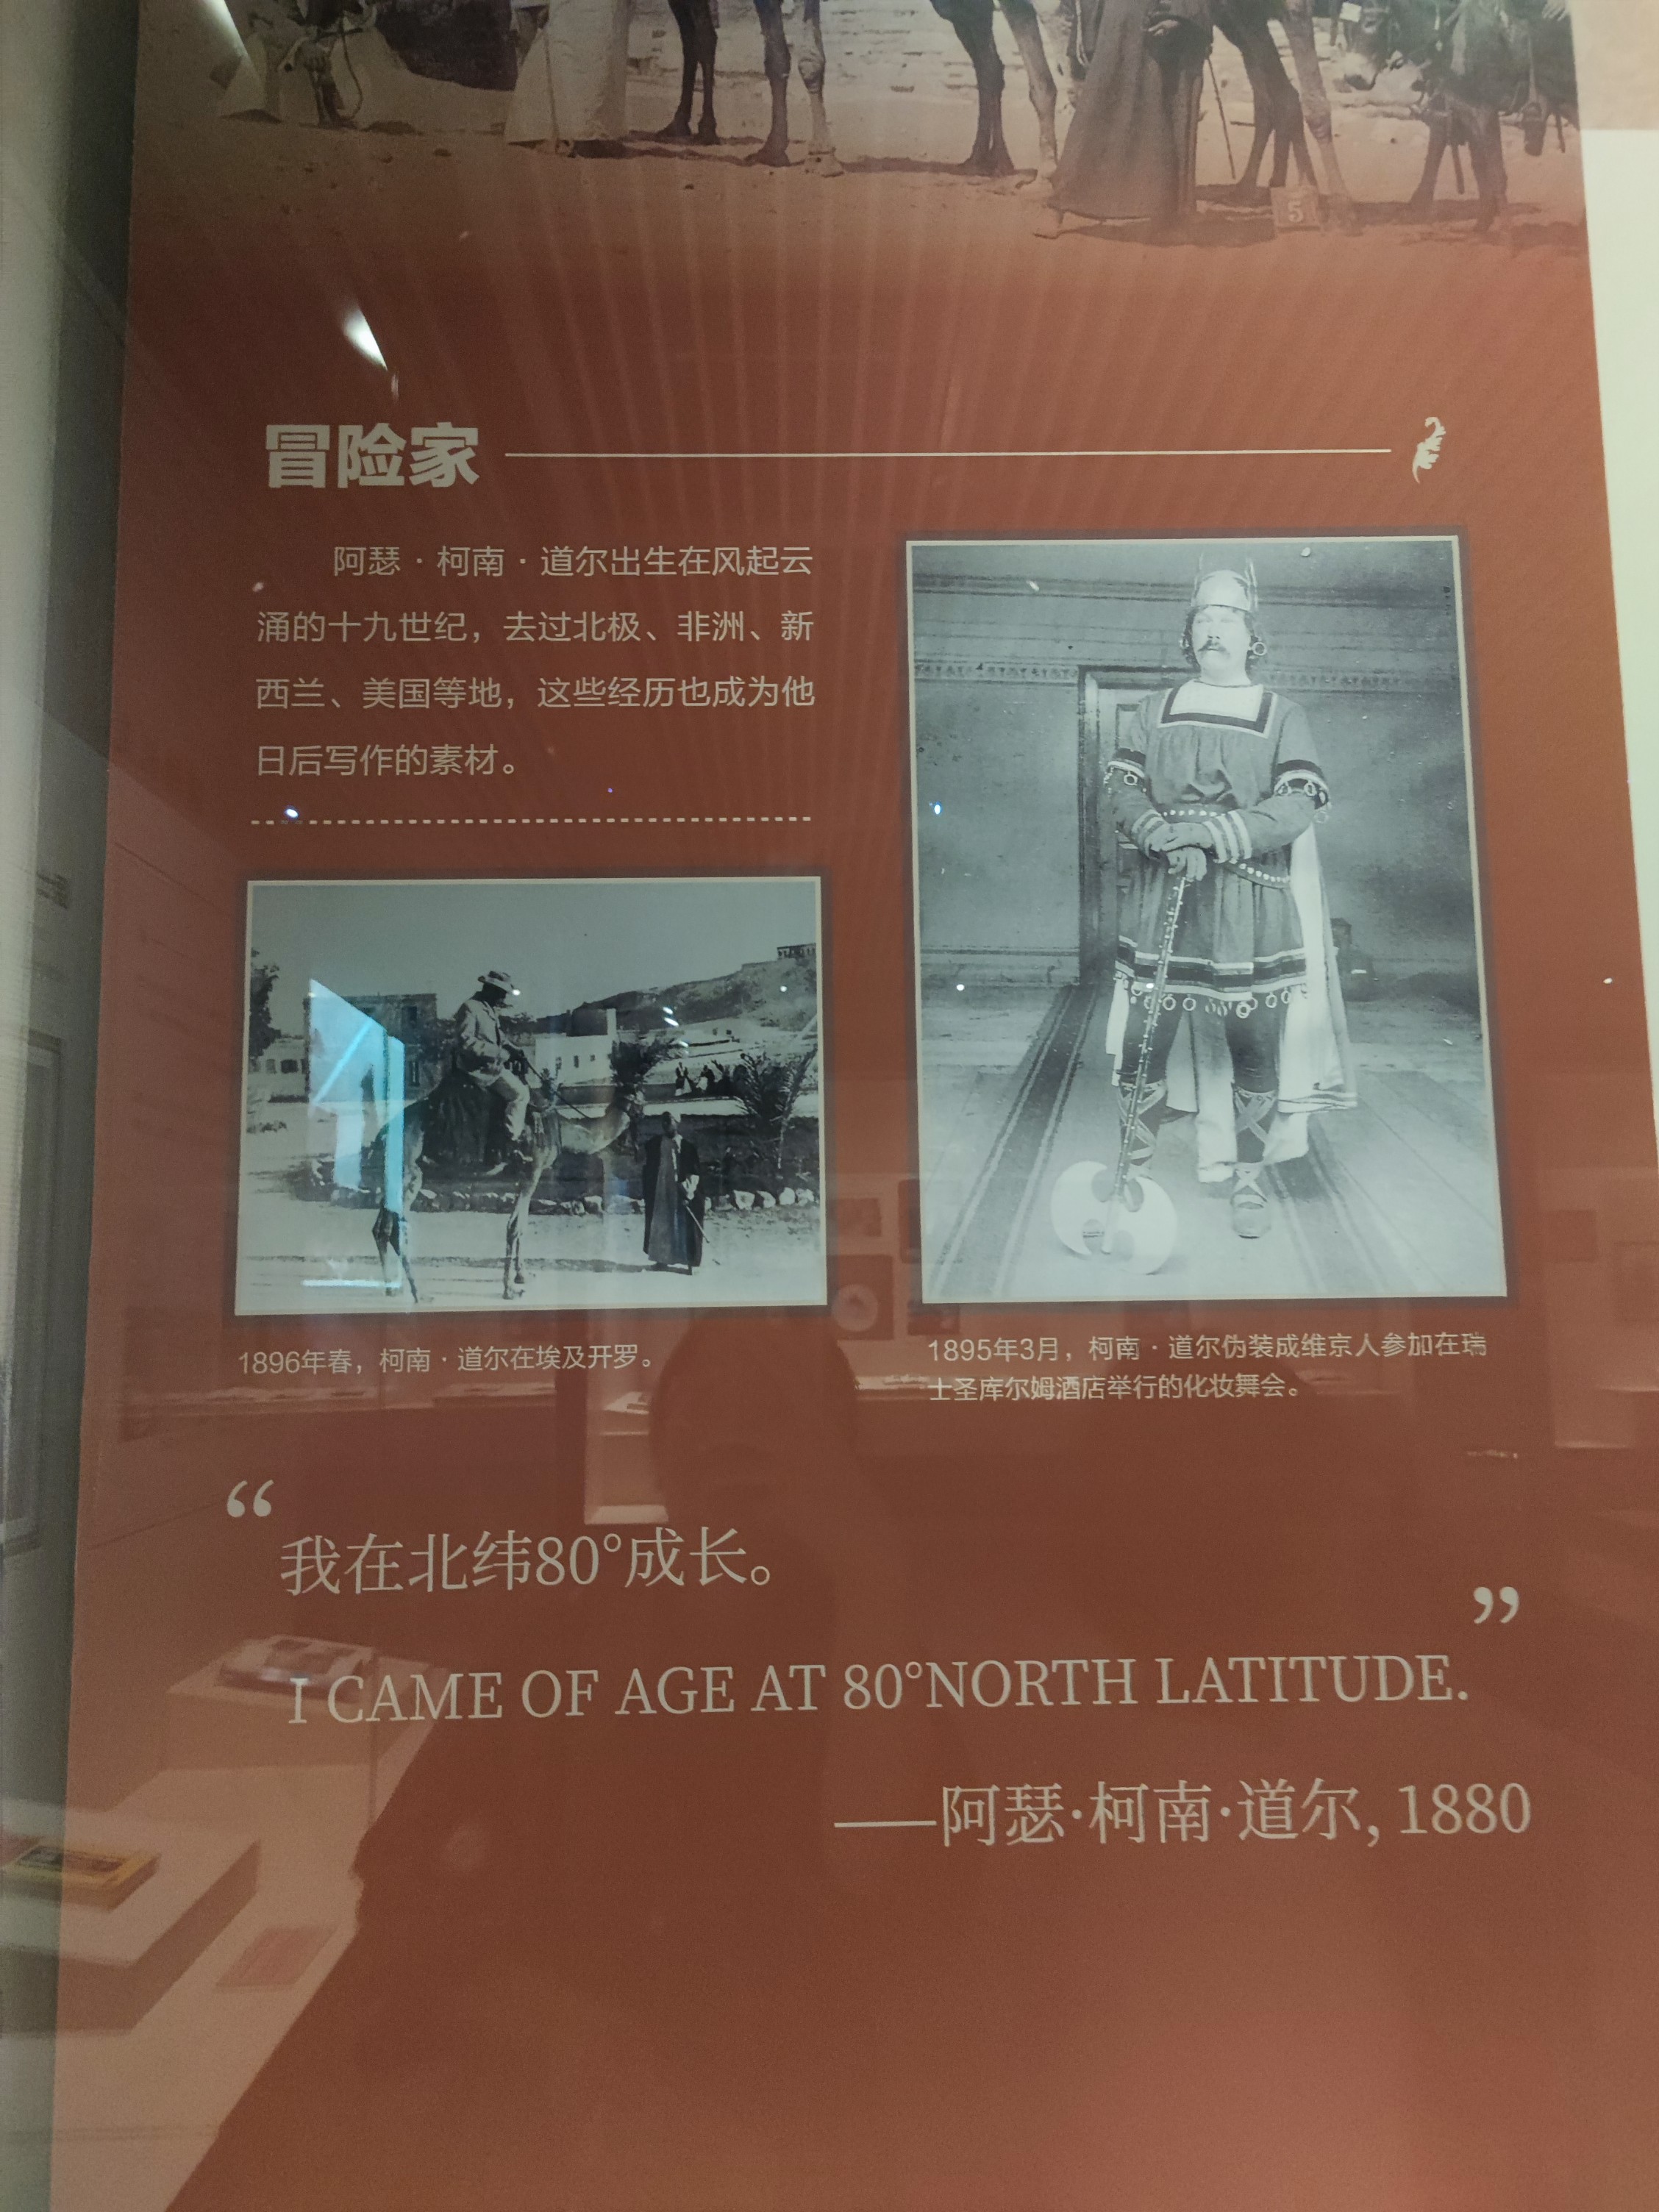 5
冒险家
阿瑟·柯南·道尔出生在风起云
涌的十九世纪，去过北极、非洲、新
西兰、美国等地，这些经历也成为他
日后写作的素材。
1896年春，柯南·道尔在埃及开罗。
1895年3月，柯南·道尔伪装成维京人参加在瑞
士圣库尔姆酒店举行的化妆舞会。
“我在北纬80°成长。
I CAME OF AGE AT 80°NORTH LATITUDE.”
——阿瑟·柯南·道尔, 1880